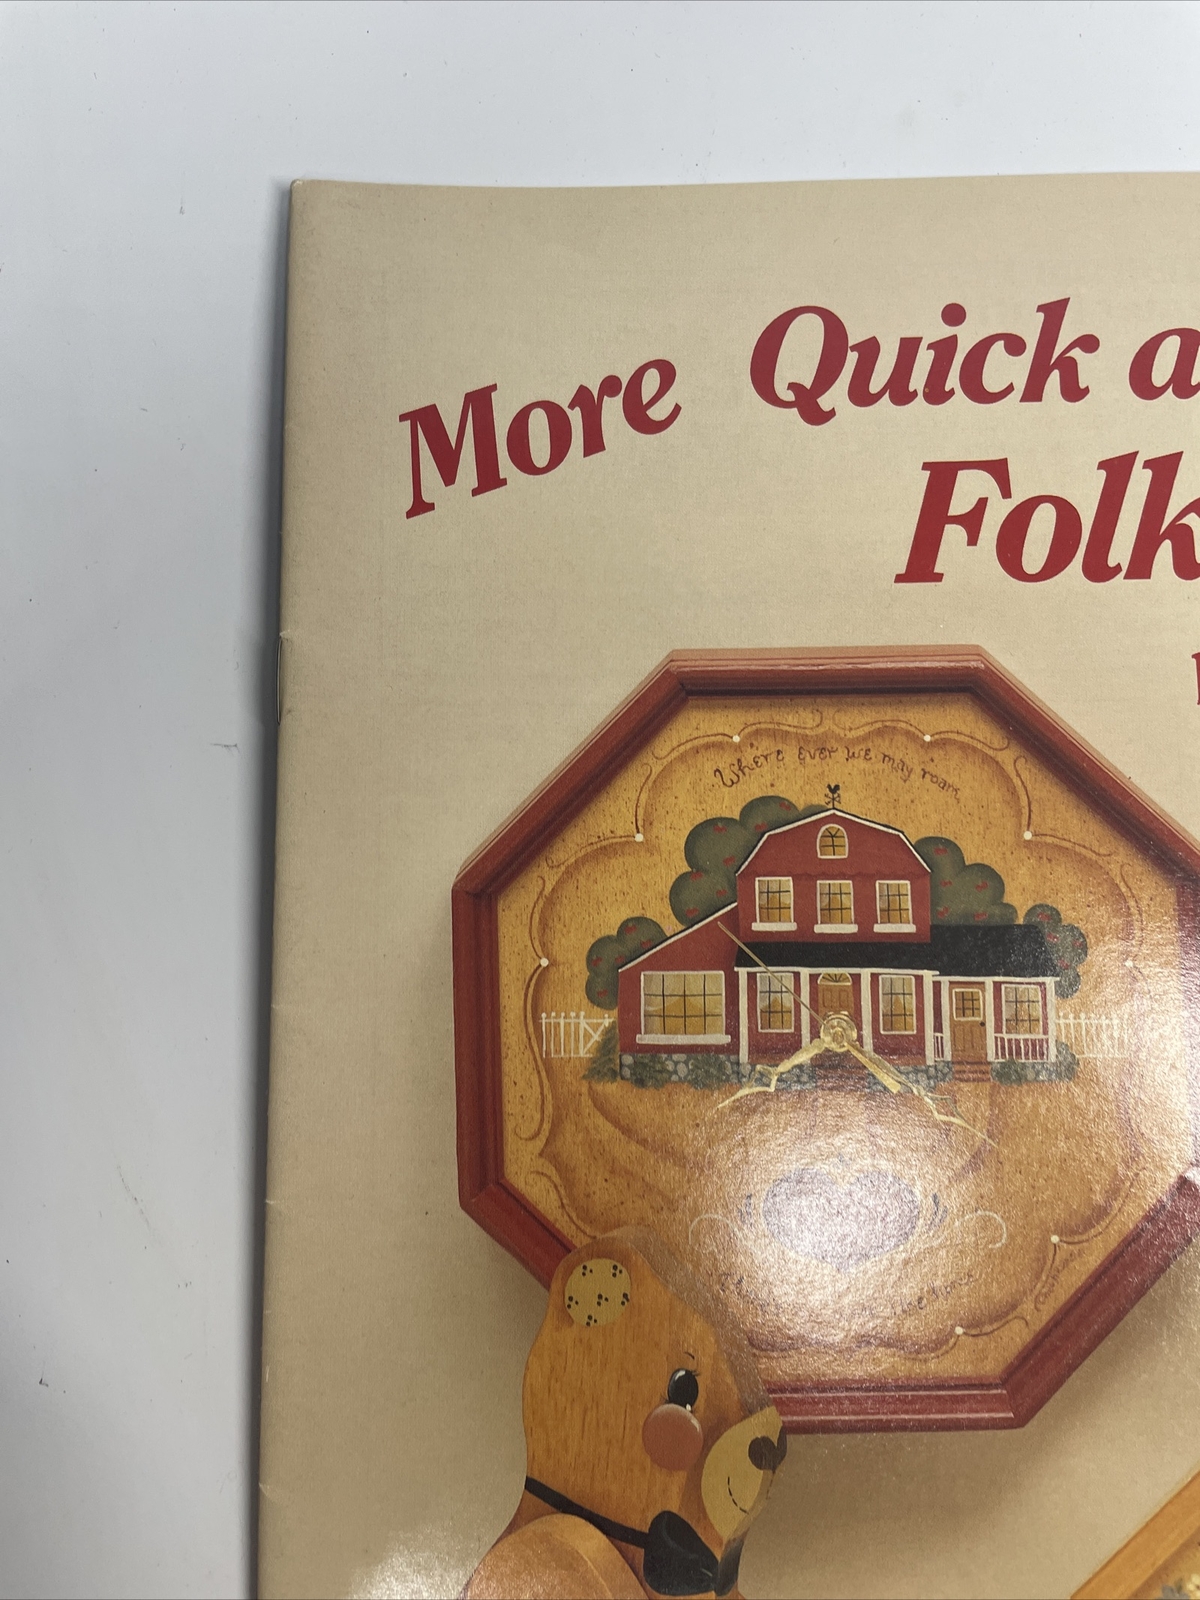 More Quick a
Folk
Where ever we may roam,